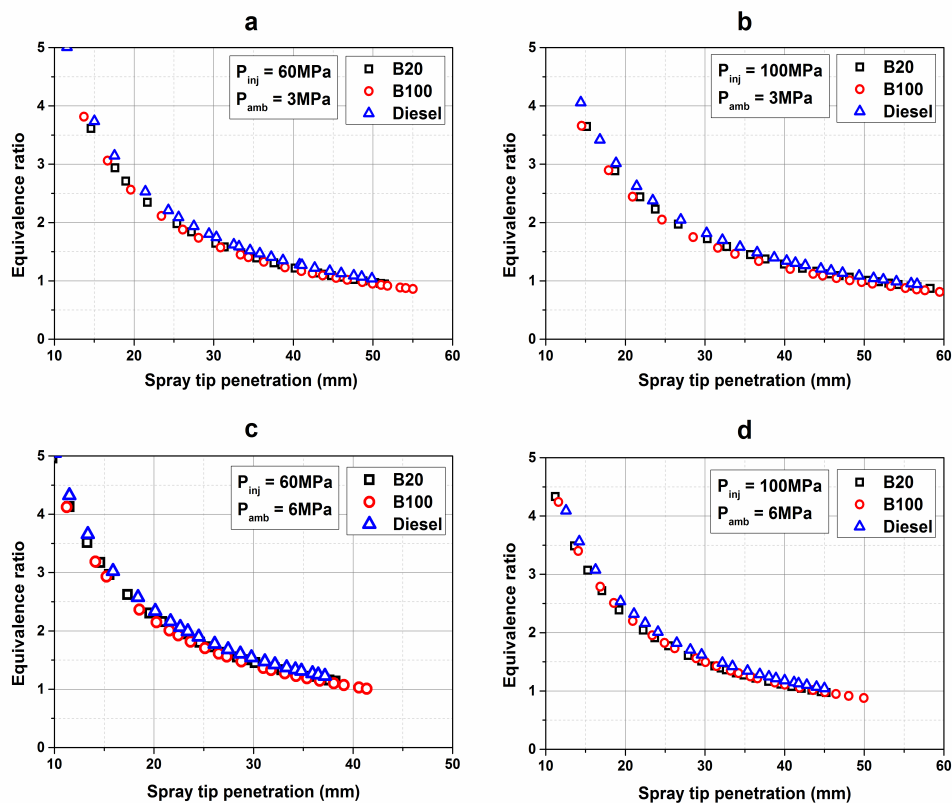 a
P_inj = 60MPa
P_amb = 3MPa
B20
B100
Diesel
5
4
3
2
1
0
Equivalence ratio
10 20 30 40 50 60
Spray tip penetration (mm)
b
P_inj = 100MPa
P_amb = 3MPa
B20
B100
Diesel
5
4
3
2
1
0
Equivalence ratio
10 20 30 40 50 60
Spray tip penetration (mm)
c
P_inj = 60MPa
P_amb = 6MPa
B20
B100
Diesel
5
4
3
2
1
0
Equivalence ratio
10 20 30 40 50
Spray tip penetration (mm)
d
P_inj = 100MPa
P_amb = 6MPa
B20
B100
Diesel
5
4
3
2
1
0
Equivalence ratio
10 20 30 40 50 60
Spray tip penetration (mm)